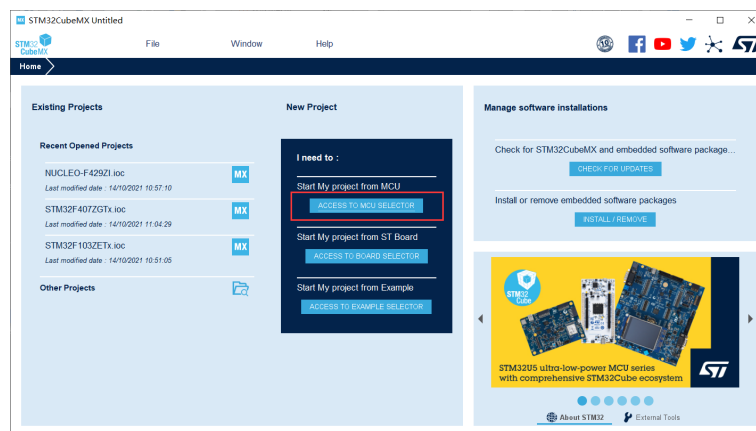 MX STM32CubeMX Untitled
STM32
CubeMX
File
Window
Help
Home
Existing Projects
Recent Opened Projects
NUCLEO-F429ZI.ioc
MX
Last modified date : 14/10/2021 10:57:10
STM32F407ZGTx.ioc
MX
Last modified date : 14/10/2021 11:04:29
STM32F103ZETx.ioc
MX
Last modified date : 14/10/2021 10:51:05
Other Projects
New Project
I need to :
Start My project from MCU
ACCESS TO MCU SELECTOR
Start My project from ST Board
ACCESS TO BOARD SELECTOR
Start My project from Example
ACCESS TO EXAMPLE SELECTOR
Manage software installations
Check for STM32CubeMX and embedded software package...
CHECK FOR UPDATES
Install or remove embedded software packages
INSTALL / REMOVE
STM32
Cube
STM32U5 ultra-low-power MCU series
with comprehensive STM32Cube ecosystem
ST
About STM32
External Tools